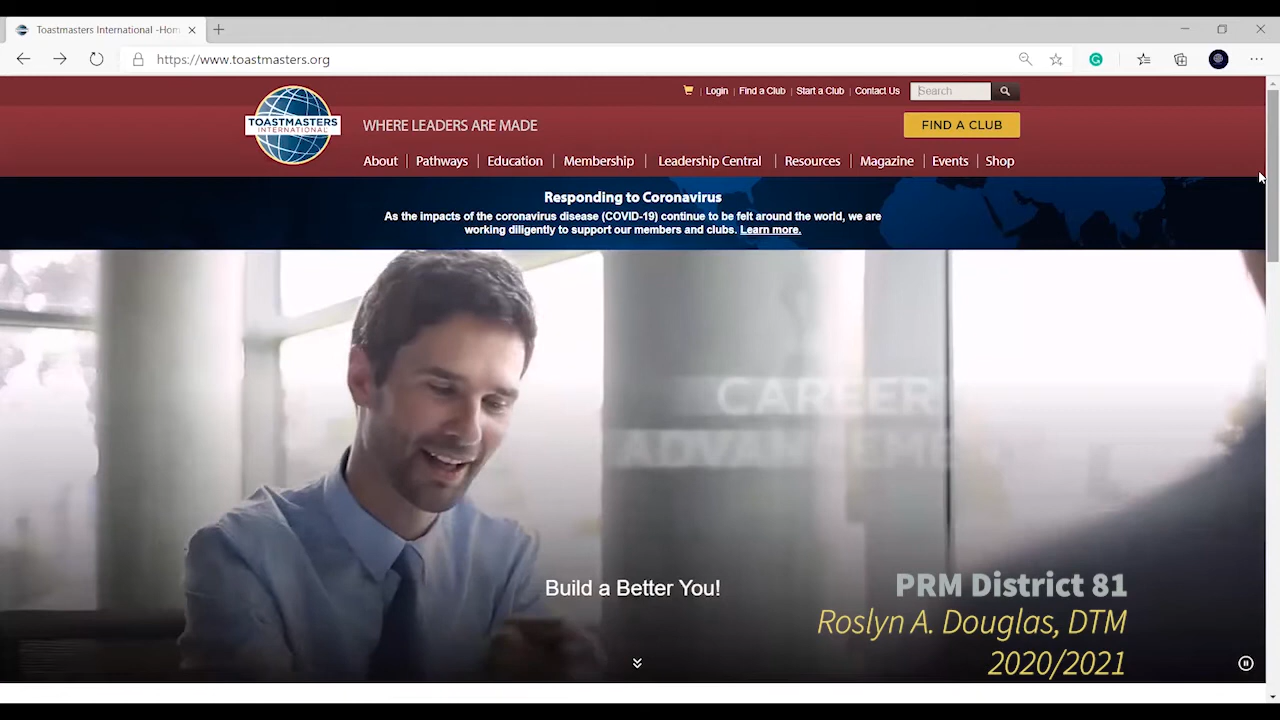 Toastmasters International -Hom
https://www.toastmasters.org
Login
Find a Club
Start a Club
Contact Us
Search
TOASTMASTERS
INTERNATIONAL
WHERE LEADERS ARE MADE
FIND A CLUB
About
Pathways
Education
Membership
Leadership Central
Resources
Magazine
Events
Shop
Responding to Coronavirus
As the impacts of the coronavirus disease (COVID-19) continue to be felt around the world, we are
working diligently to support our members and clubs. Learn more.
CAREER
Build a Better You!
PRM District 81
Roslyn A. Douglas, DTM
2020/2021